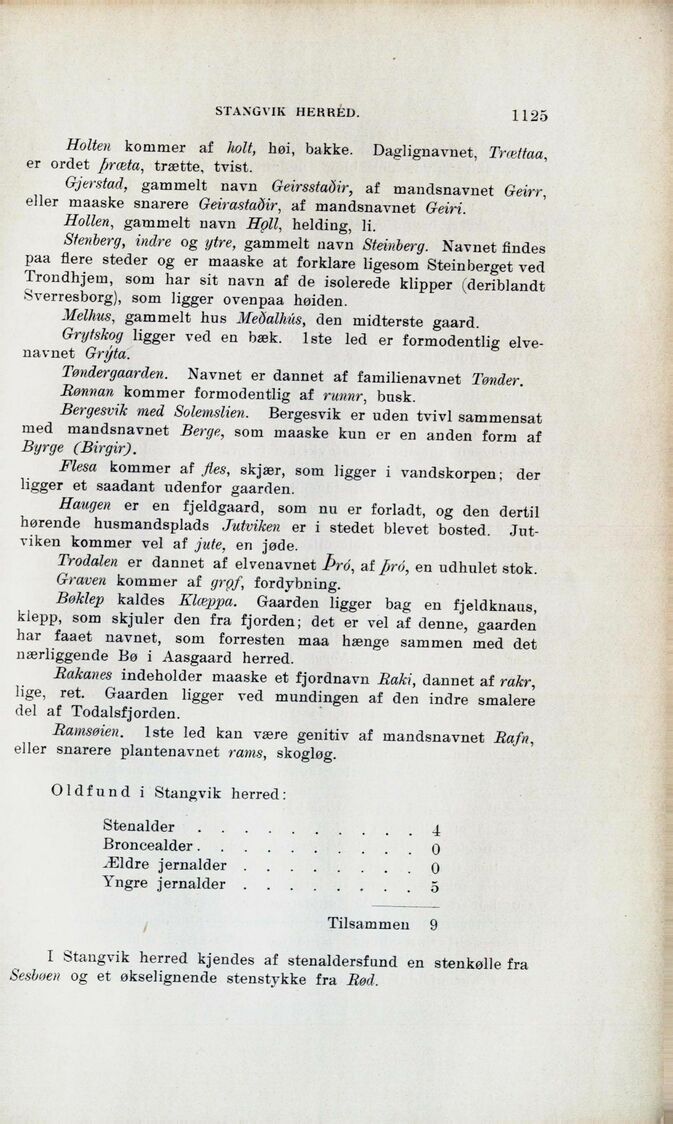 STANGVIK HERRED. 1125
Holten kommer af holt, høi, bakke. Daglignavnet, Trættaa,
er ordet þræta, trætte, tvist.
Gjerstad, gammelt navn Geirsstaðir, af mandsnavnet Geirr,
eller maaske snarere Geirastaðir, af mandsnavnet Geiri.
Hollen, gammelt navn Hǫll, helding, li.
Stenberg, indre og ytre, gammelt navn Steinberg. Navnet findes
paa flere steder og er maaske at forklare ligesom Steinberget ved
Trondhjem, som har sit navn af de isolerede klipper (deriblandt
Sverresborg), som ligger ovenpaa høiden.
Melhus, gammelt hus Meðalhús, den midterste gaard.
Grytskog ligger ved en bæk. 1ste led er formodentlig elve-
navnet Grýta.
Tøndergaarden. Navnet er dannet af familienavnet Tønder.
Rønnan kommer formodentlig af runnr, busk.
Bergesvik med Solemslien. Bergesvik er uden tvivl sammensat
med mandsnavnet Berge, som maaske kun er en anden form af
Byrge (Birgir).
Flesa kommer af fles, skjær, som ligger i vandskorpen; der
ligger et saadant udenfor gaarden.
Haugen er en fjeldgaard, som nu er forladt, og den dertil
hørende husmandsplads Jutviken er i stedet blevet bosted. Jut-
viken kommer vel af jute, en jøde.
Trodalen er dannet af elvenavnet Þró, af þró, en udhulet stok.
Graven kommer af grǫf, fordybning.
Bøklep kaldes Klæppa. Gaarden ligger bag en fjeldknaus,
klepp, som skjuler den fra fjorden; det er vel af denne, gaarden
har faaet navnet, som forresten maa hænge sammen med det
nærliggende Bø i Aasgaard herred.
Rakanes indeholder maaske et fjordnavn Raki, dannet af rakr,
lige, ret. Gaarden ligger ved mundingen af den indre smalere
del af Todalsfjorden.
Ramsøien. 1ste led kan være genitiv af mandsnavnet Rafn,
eller snarere plantenavnet rams, skogløg.
Oldfund i Stangvik herred:
Stenalder . . . . . . . . . . 4
Broncealder . . . . . . . . . . 0
Ældre jernalder . . . . . . . . 0
Yngre jernalder . . . . . . . . 5
Tilsammen 9
I Stangvik herred kjendes af stenaldersfund en stenkølle fra
Sesbøen og et økselignende stenstykke fra Rød.